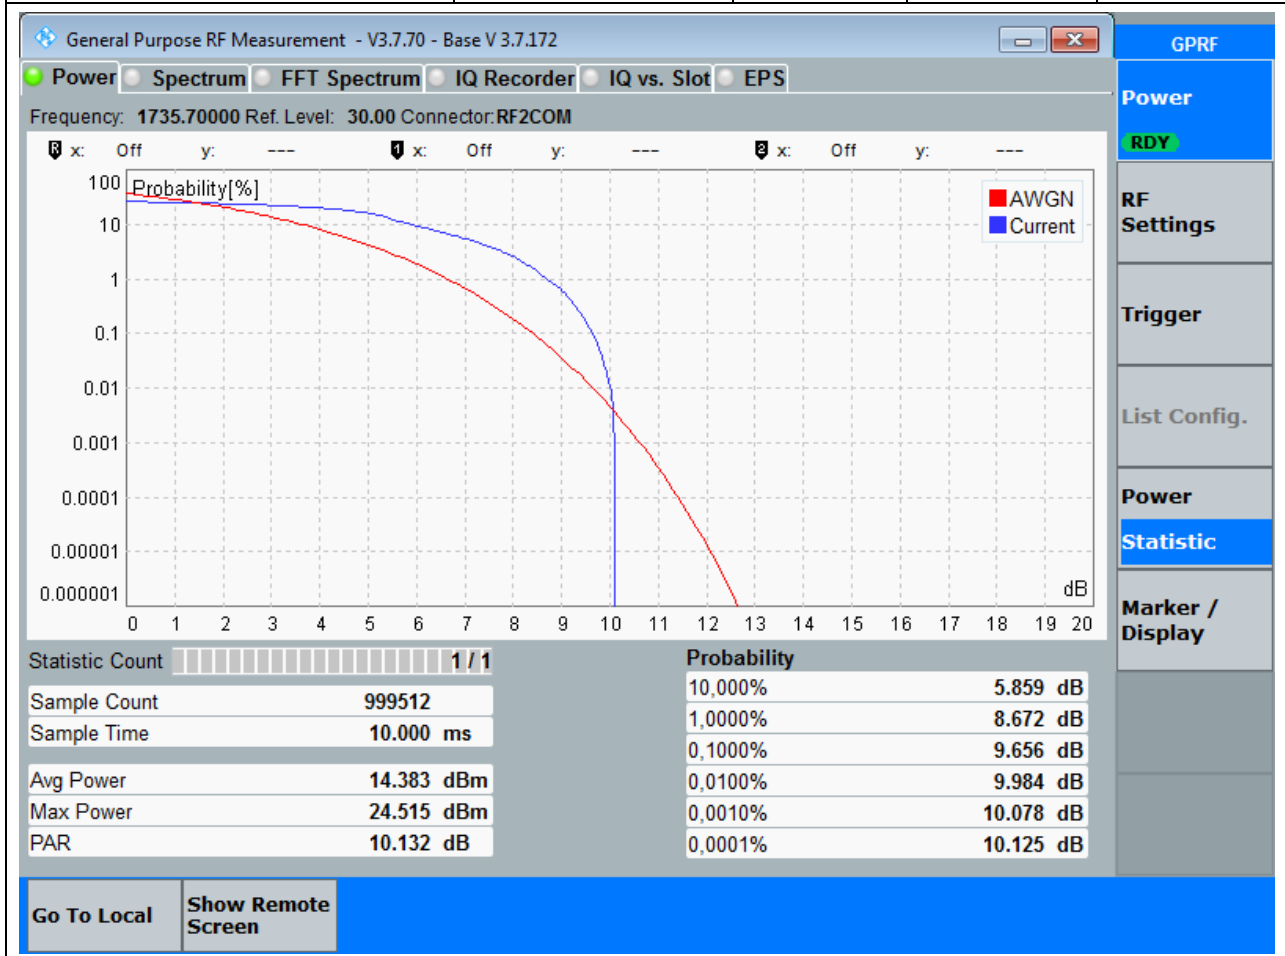 General Purpose RF Measurement - V3.7.70 - Base V 3.7.172
GPRF
Power Spectrum FFT Spectrum IQ Recorder IQ vs. Slot EPS
Frequency: 1735.70000 Ref. Level: 30.00 Connector:RF2COM
R x: Off y: --- 1 x: Off y: --- 2 x: Off y: ---
Probability[%]
AWGN
Current
100
10
1
0.1
0.01
0.001
0.0001
0.00001
0.000001
dB
0 1 2 3 4 5 6 7 8 9 10 11 12 13 14 15 16 17 18 19 20
Statistic Count 1 / 1
Sample Count 999512
Sample Time 10.000 ms
Avg Power 14.383 dBm
Max Power 24.515 dBm
PAR 10.132 dB
Probability
10,000% 5.859 dB
1,0000% 8.672 dB
0,1000% 9.656 dB
0,0100% 9.984 dB
0,0010% 10.078 dB
0,0001% 10.125 dB
Power
RDY
RF
Settings
Trigger
List Config.
Power
Statistic
Marker /
Display
Go To Local
Show Remote
Screen